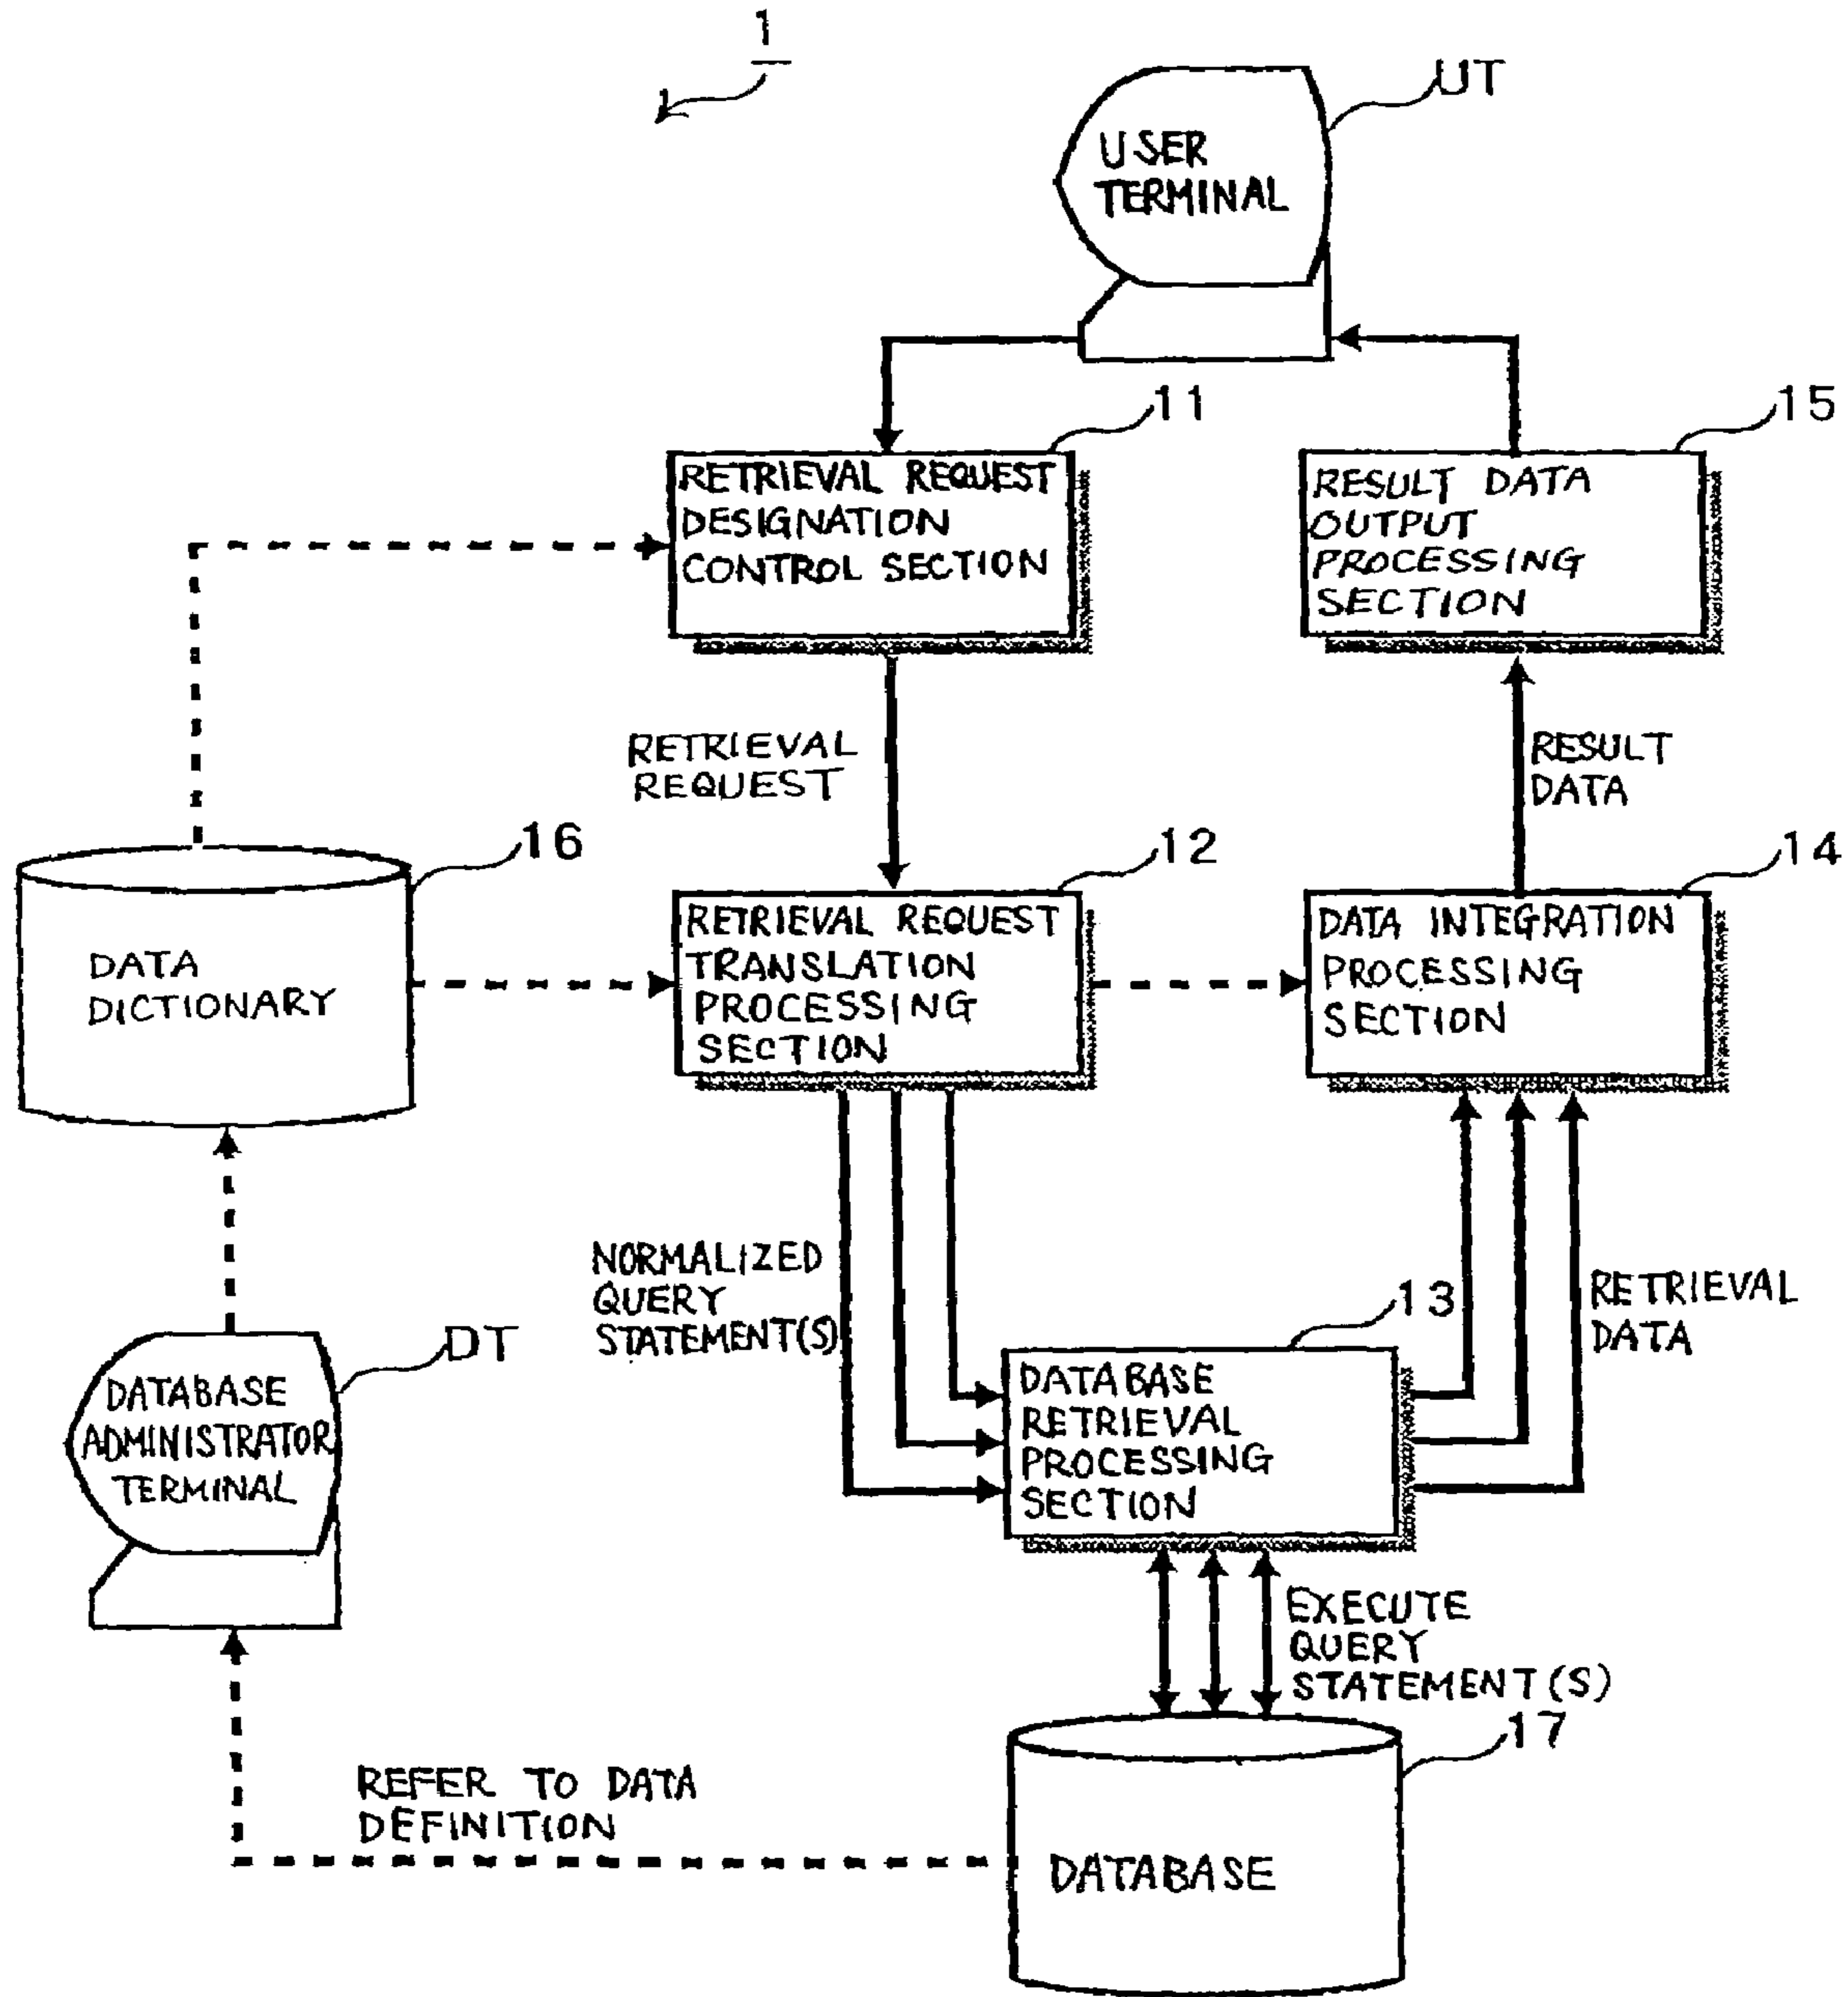 1
UT
USER
TERMINAL
11
15
RETRIEVAL REQUEST
DESIGNATION
CONTROL SECTION
RESULT DATA
OUTPUT
PROCESSING
SECTION
RETRIEVAL
REQUEST
RESULT
DATA
16
12
14
DATA
DICTIONARY
RETRIEVAL REQUEST
TRANSLATION
PROCESSING
SECTION
DATA INTEGRATION
PROCESSING
SECTION
NORMALIZED
QUERY
STATEMENT(S)
13
RETRIEVAL
DATA
DT
DATABASE
ADMINISTRATOR
TERMINAL
DATABASE
RETRIEVAL
PROCESSING
SECTION
EXECUTE
QUERY
STATEMENT(S)
17
REFER TO DATA
DEFINITION
DATABASE